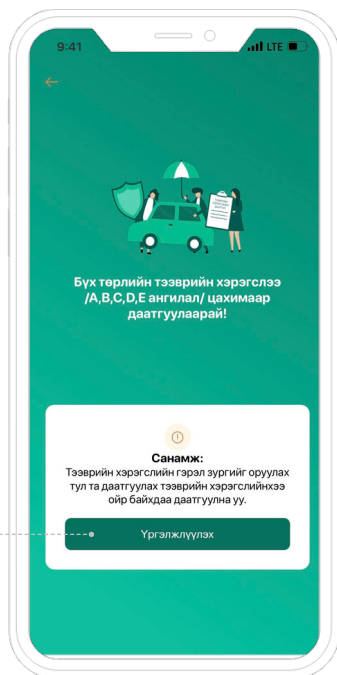 9:41
LTE
Бүх төрлийн тээврийн хэрэгслээ
/A,B,C,D,E ангилал/ цахимаар
даатгуулаарай!
Санамж:
Тээврийн хэрэгслийн гэрэл зургийг оруулах
тул та даатгуулах тээврийн хэрэгслийнхээ
ойр байхдаа даатгуулна уу.
Үргэлжлүүлэх